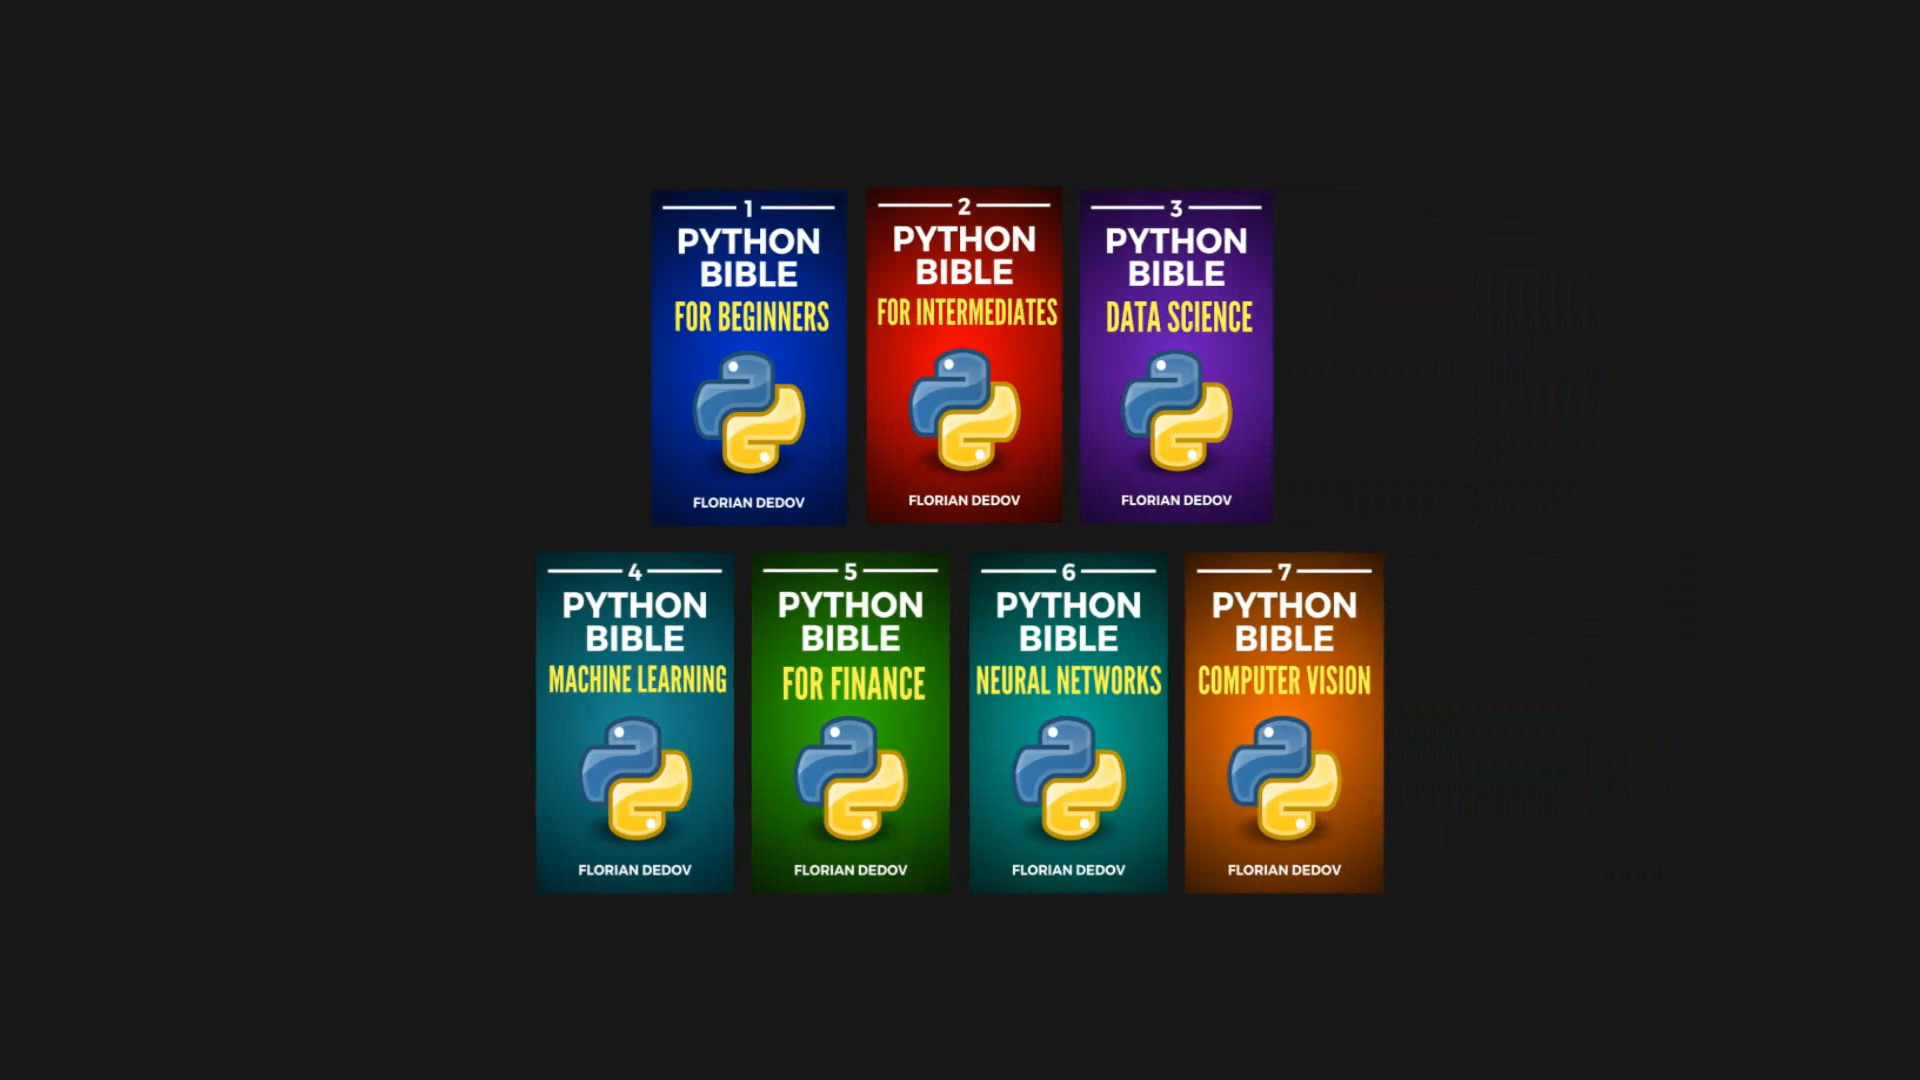 1
PYTHON
BIBLE
FOR BEGINNERS
FLORIAN DEDOV
2
PYTHON
BIBLE
FOR INTERMEDIATES
FLORIAN DEDOV
3
PYTHON
BIBLE
DATA SCIENCE
FLORIAN DEDOV
4
PYTHON
BIBLE
MACHINE LEARNING
FLORIAN DEDOV
5
PYTHON
BIBLE
FOR FINANCE
FLORIAN DEDOV
6
PYTHON
BIBLE
NEURAL NETWORKS
FLORIAN DEDOV
7
PYTHON
BIBLE
COMPUTER VISION
FLORIAN DEDOV